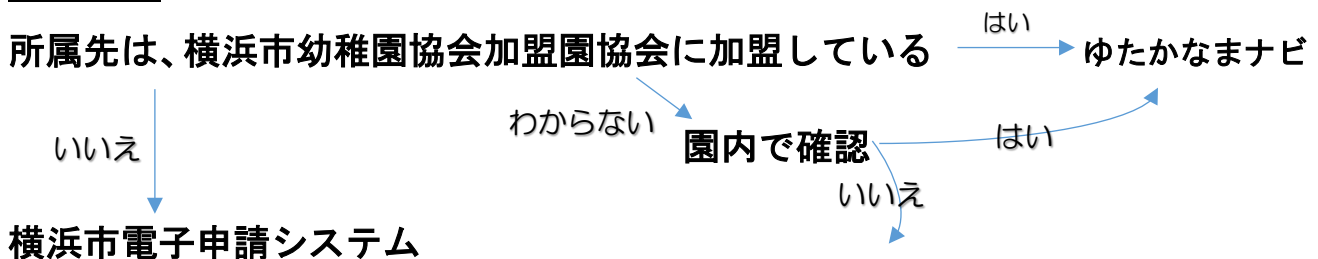 はい
所属先は、横浜市幼稚園協会加盟園協会に加盟している
ゆたかなまナビ
わからない
いいえ
園内で確認
はい
いいえ
横浜市電子申請システム